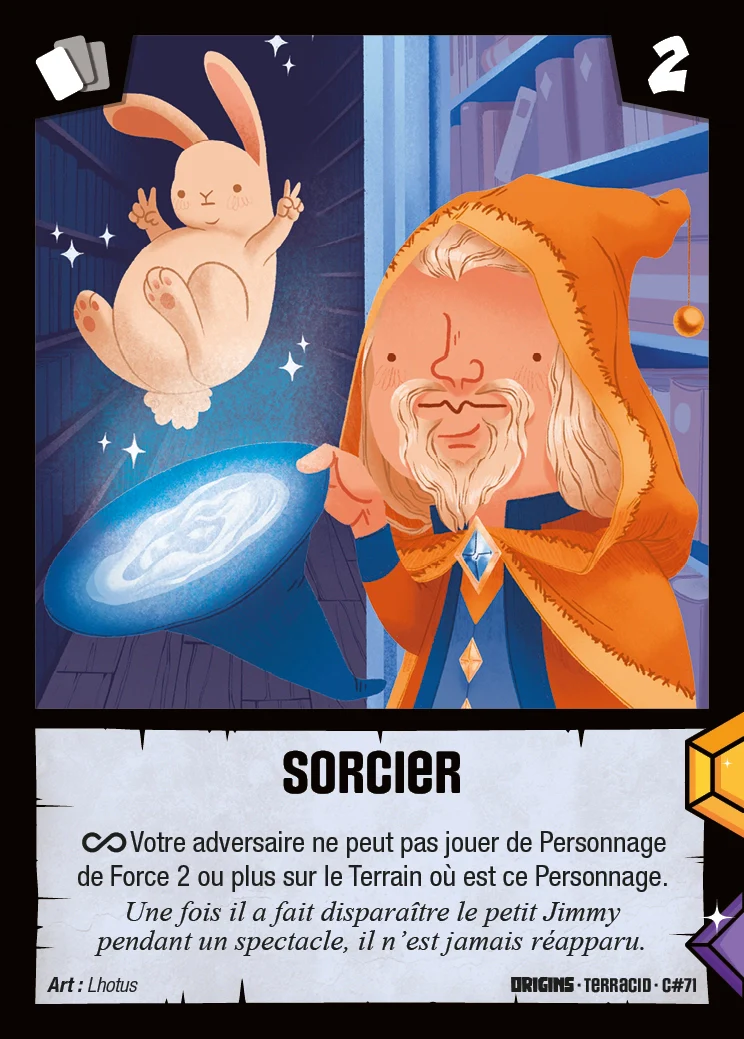 2
SORCIER
∞ Votre adversaire ne peut pas jouer de Personnage
de Force 2 ou plus sur le Terrain où est ce Personnage.
Une fois il a fait disparaître le petit Jimmy
pendant un spectacle, il n'est jamais réapparu.
Art : Lhotus
ORIGINS · TERRACID · C#71